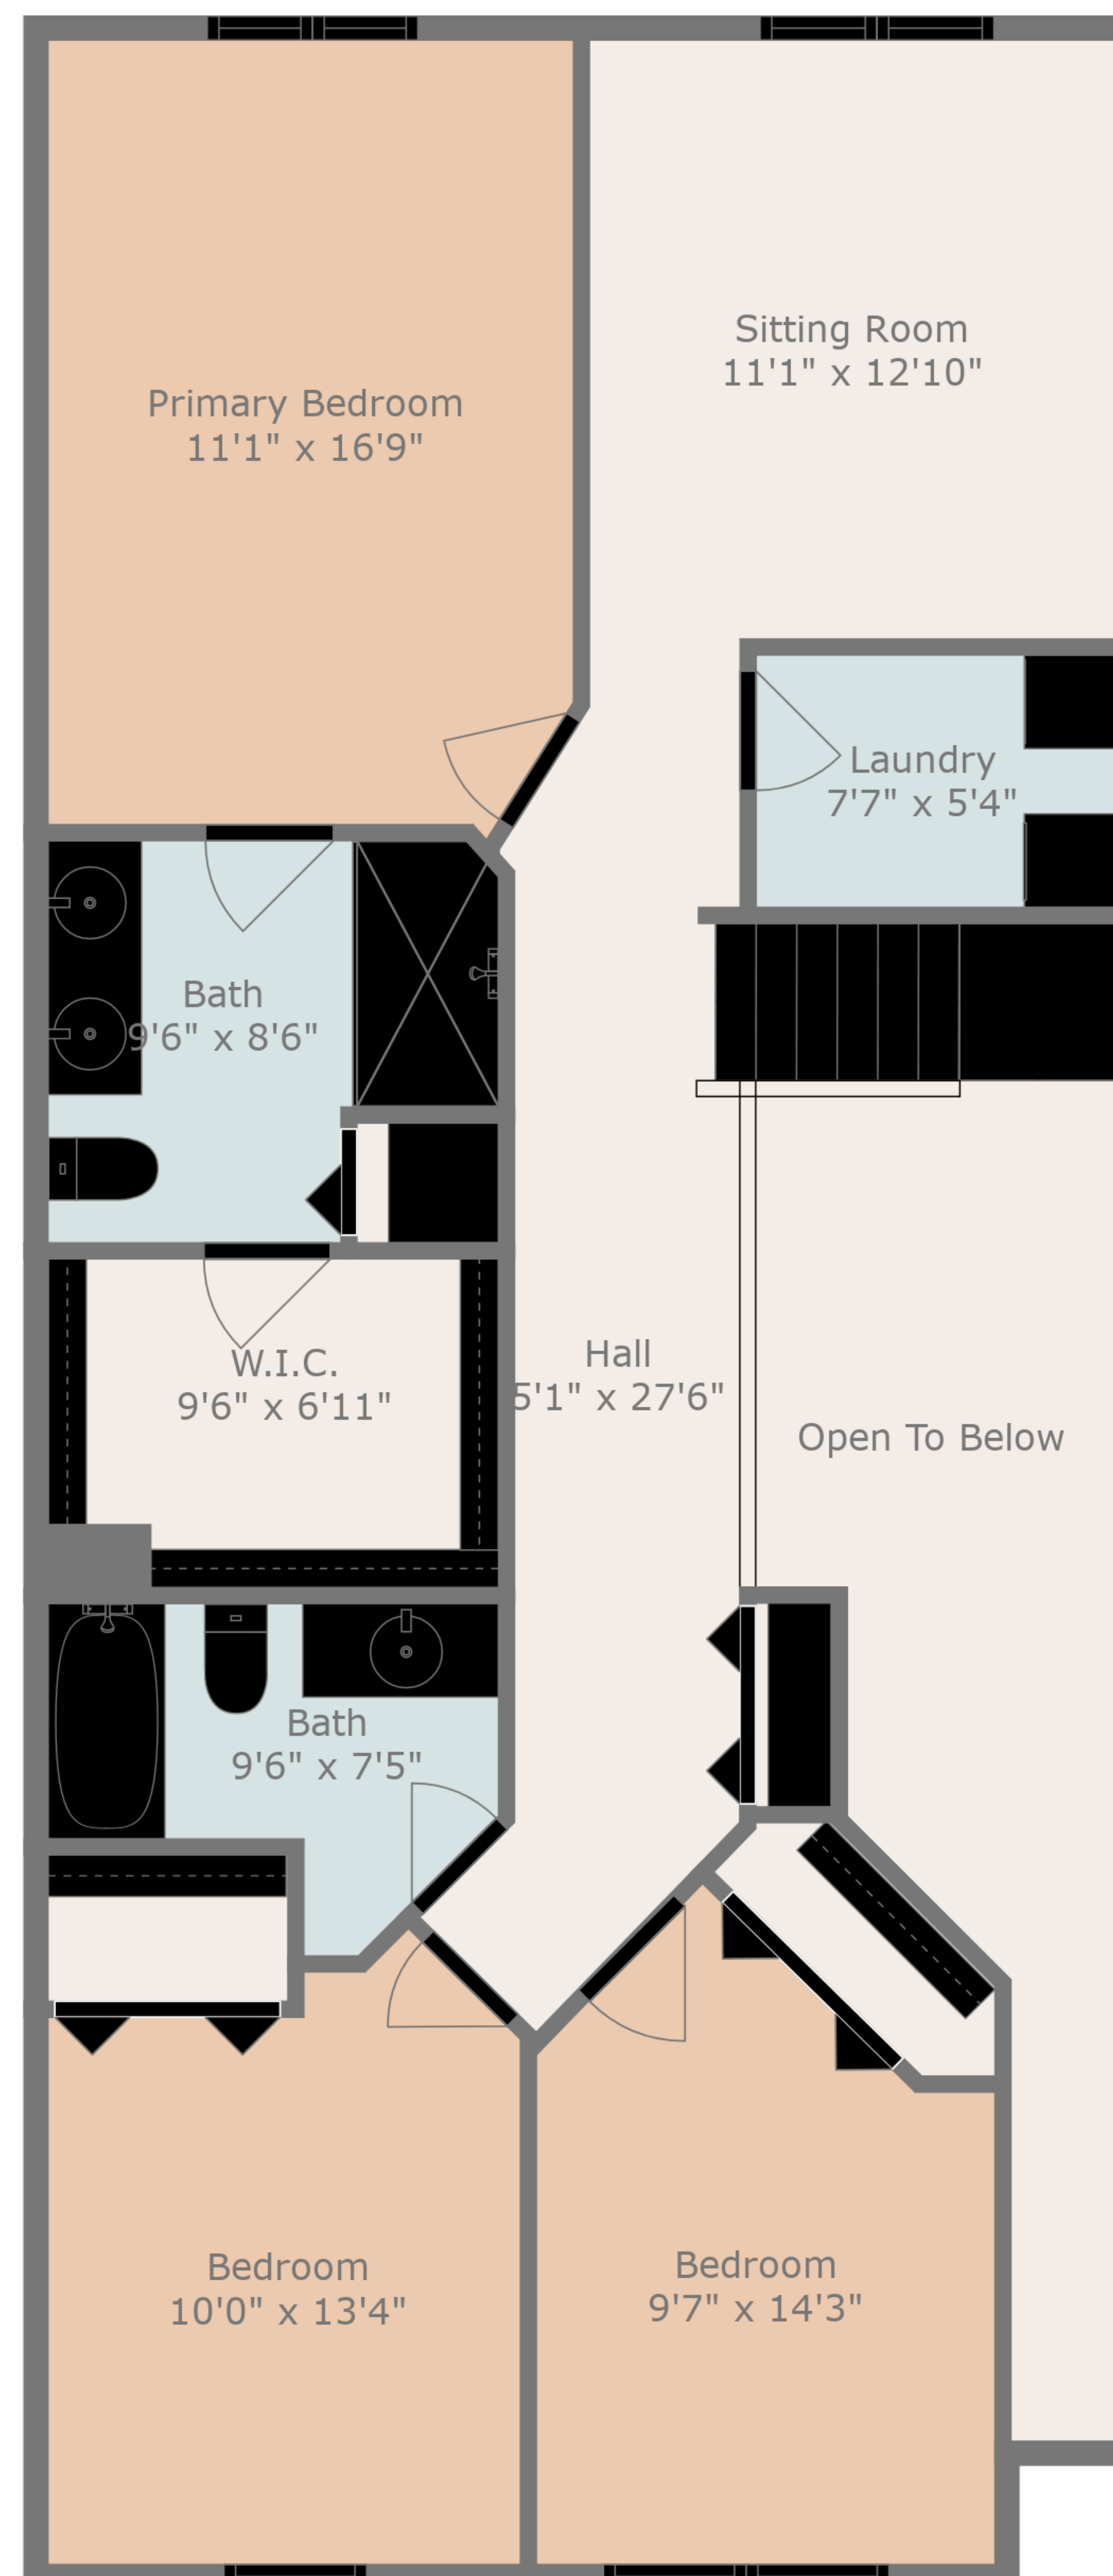 Sitting Room
11'1" x 12'10"
Primary Bedroom
11'1" x 16'9"
Laundry
7'7" x 5'4"
Bath
9'6" x 8'6"
Hall
5'1" x 27'6"
W.I.C.
9'6" x 6'11"
Open To Below
Bath
9'6" x 7'5"
Bedroom
10'0" x 13'4"
Bedroom
9'7" x 14'3"